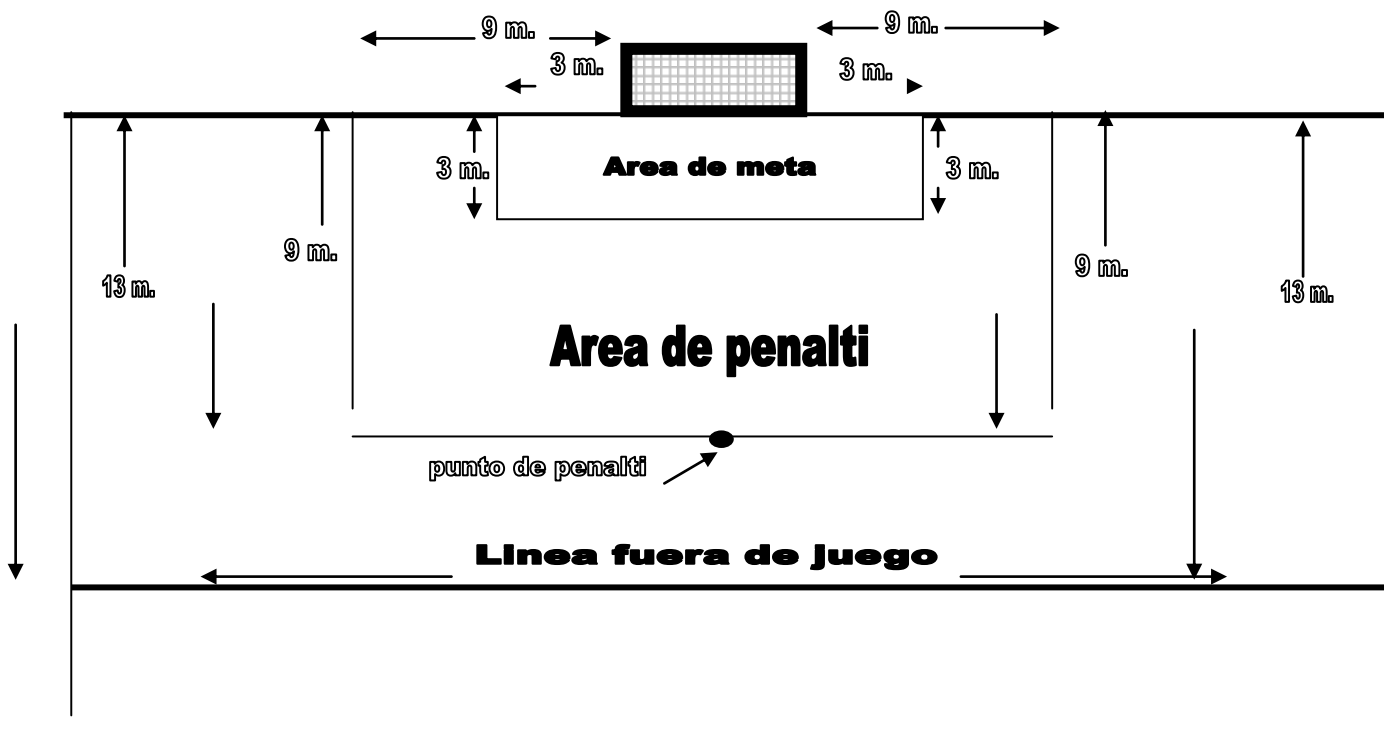 9 m.
9 m.
3 m.
3 m.
3 m.
Area de meta
3 m.
9 m.
9 m.
13 m.
13 m.
Area de penalti
punto de penalti
Linea fuera de juego